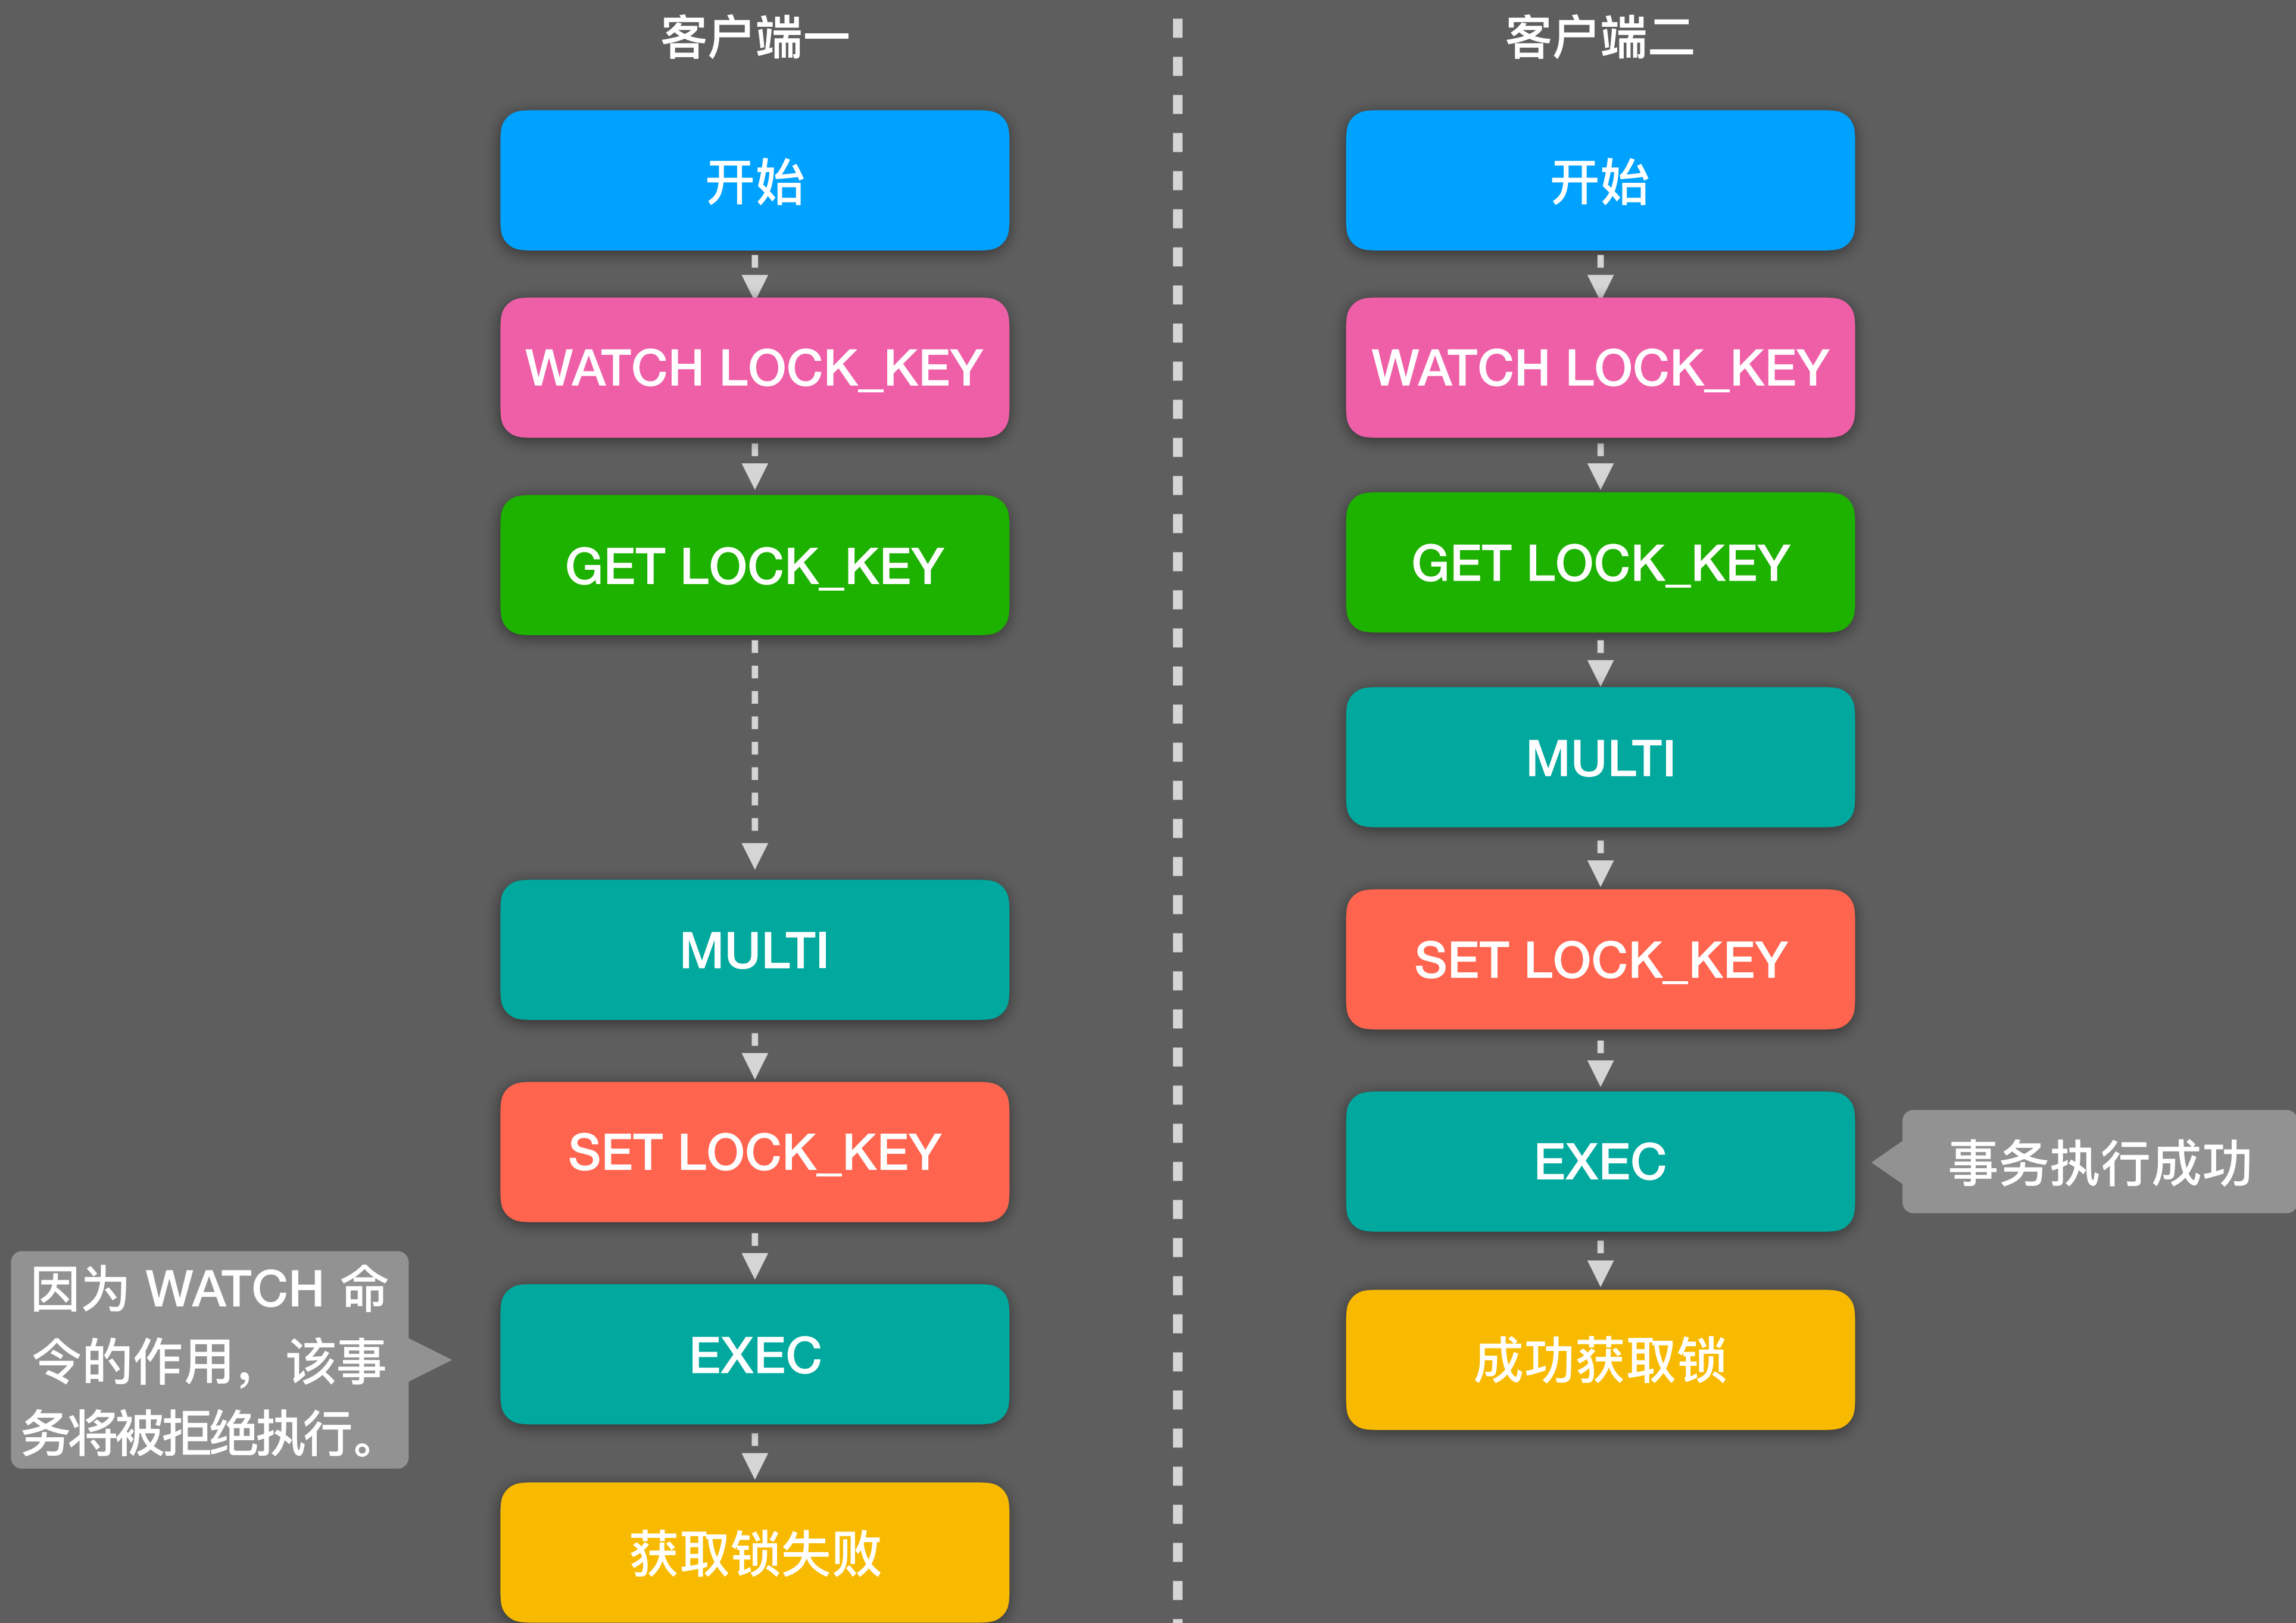 客户端一
开始
WATCH LOCK_KEY
GET LOCK_KEY
MULTI
SET LOCK_KEY
EXEC
因为 WATCH 命
令的作用，该事
务将被拒绝执行。
获取锁失败
客户端二
开始
WATCH LOCK_KEY
GET LOCK_KEY
MULTI
SET LOCK_KEY
EXEC
事务执行成功
成功获取锁